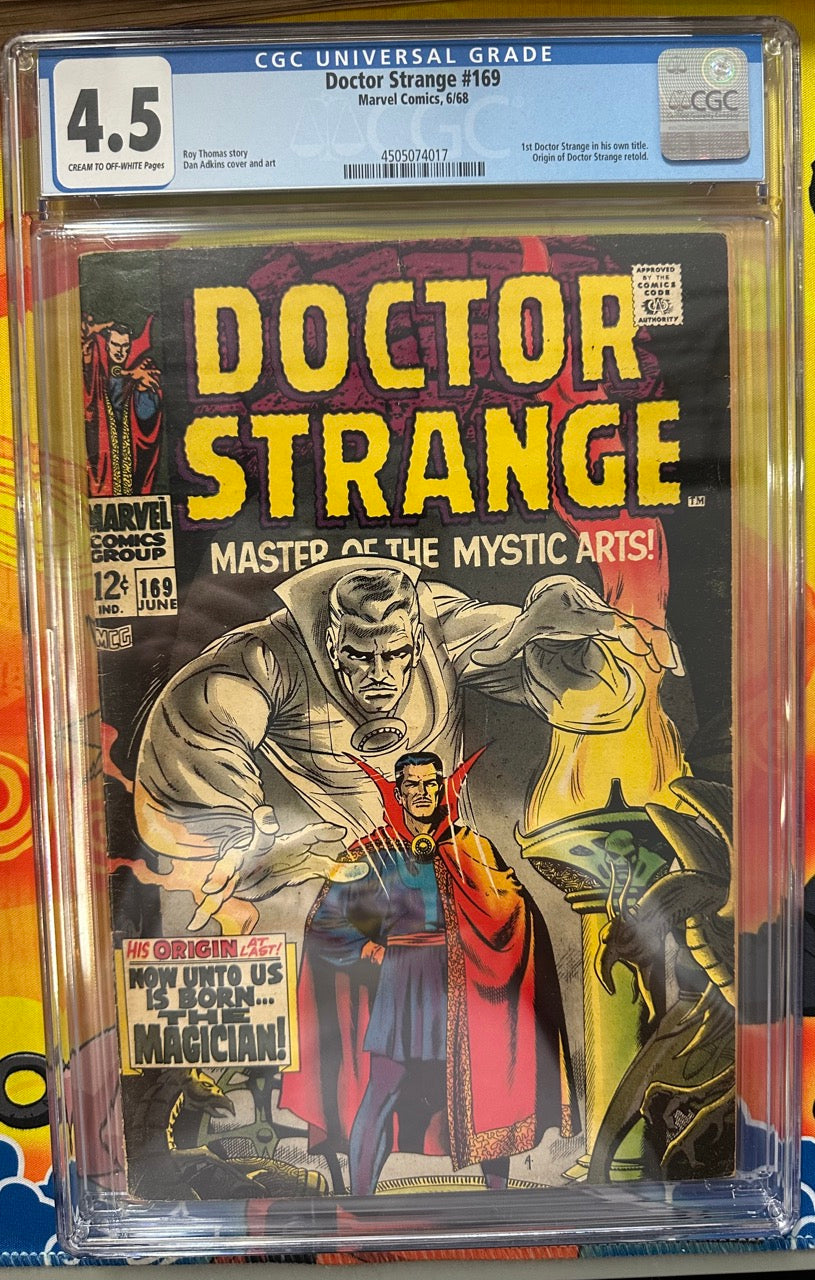 CGC UNIVERSAL GRADE
4.5
CREAM TO OFF-WHITE Pages
Doctor Strange #169
Marvel Comics, 6/68
Roy Thomas story
Dan Adkins cover and art
4505074017
1st Doctor Strange in his own title.
Origin of Doctor Strange retold.
CGC
CGC
DOCTOR
STRANGE
TM
APPROVED
BY THE
COMICS
CODE
CA
AUTHORITY
MASTER OF THE MYSTIC ARTS!
MARVEL
COMICS
GROUP
12¢
IND.
169
JUNE
MCG
HIS ORIGIN AT LAST!
NOW UNTO US
IS BORN...
THE
MAGICIAN!